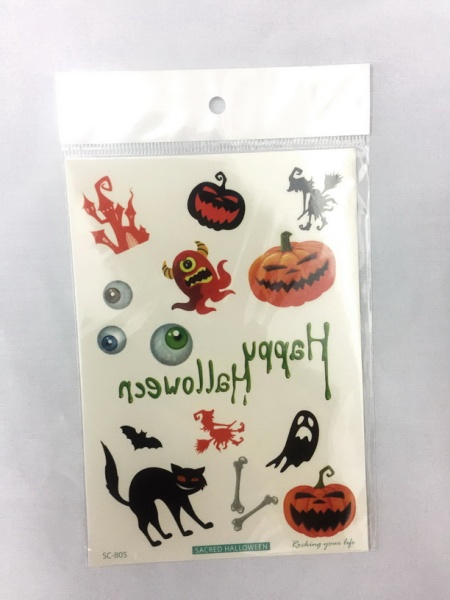 Happy
Halloween
SC-805
SACRED HALLOWEEN
Rocking your life